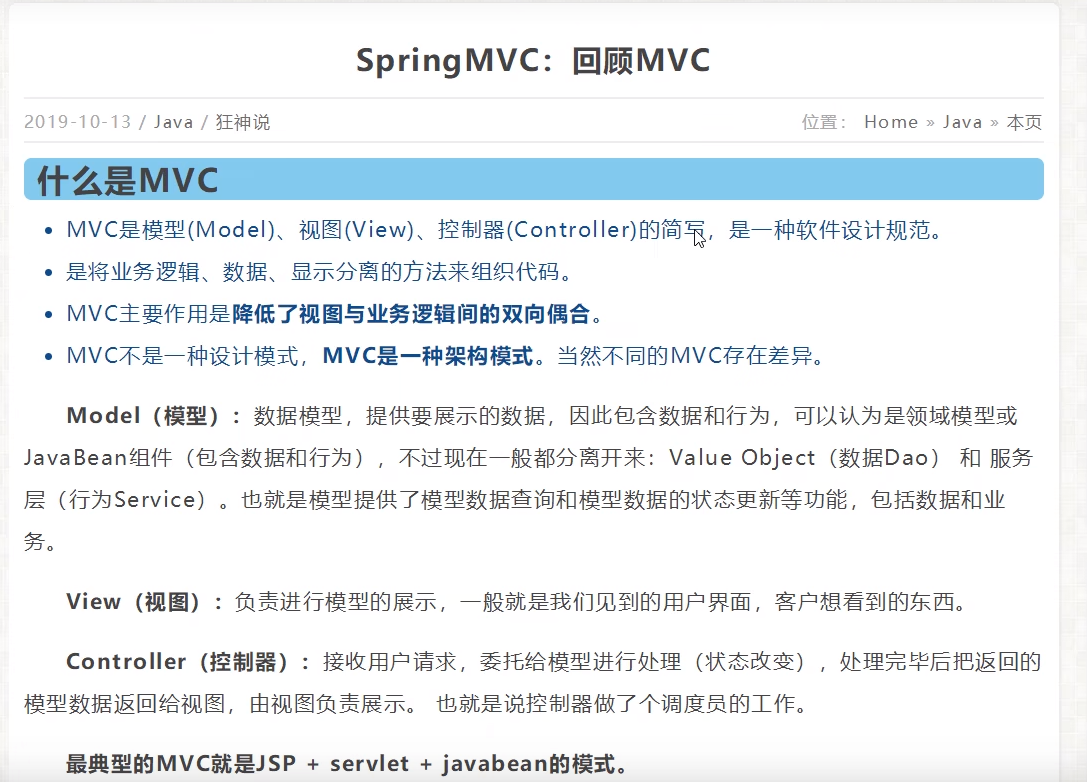 SpringMVC：回顾MVC
2019-10-13 / Java / 狂神说 位置： Home » Java » 本页
什么是MVC
• MVC是模型(Model)、视图(View)、控制器(Controller)的简写，是一种软件设计规范。
• 是将业务逻辑、数据、显示分离的方法来组织代码。
• MVC主要作用是降低了视图与业务逻辑间的双向偶合。
• MVC不是一种设计模式，MVC是一种架构模式。当然不同的MVC存在差异。
Model（模型）：数据模型，提供要展示的数据，因此包含数据和行为，可以认为是领域模型或
JavaBean组件（包含数据和行为），不过现在一般都分离开来：Value Object（数据Dao） 和 服务
层（行为Service）。也就是模型提供了模型数据查询和模型数据的状态更新等功能，包括数据和业
务。
View（视图）：负责进行模型的展示，一般就是我们见到的用户界面，客户想看到的东西。
Controller（控制器）：接收用户请求，委托给模型进行处理（状态改变），处理完毕后把返回的
模型数据返回给视图，由视图负责展示。 也就是说控制器做了个调度员的工作。
最典型的MVC就是JSP + servlet + javabean的模式。